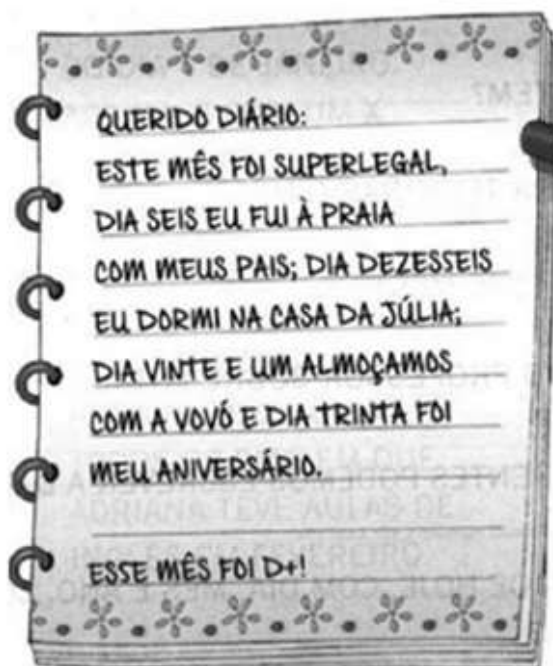 QUERIDO DIÁRIO:
ESTE MÊS FOI SUPERLEGAL,
DIA SEIS EU FUI À PRAIA
COM MEUS PAIS; DIA DEZESSEIS
EU DORMI NA CASA DA JÚLIA;
DIA VINTE E UM ALMOÇAMOS
COM A VOVÓ E DIA TRINTA FOI
MEU ANIVERSÁRIO.
ESSE MÊS FOI D+!